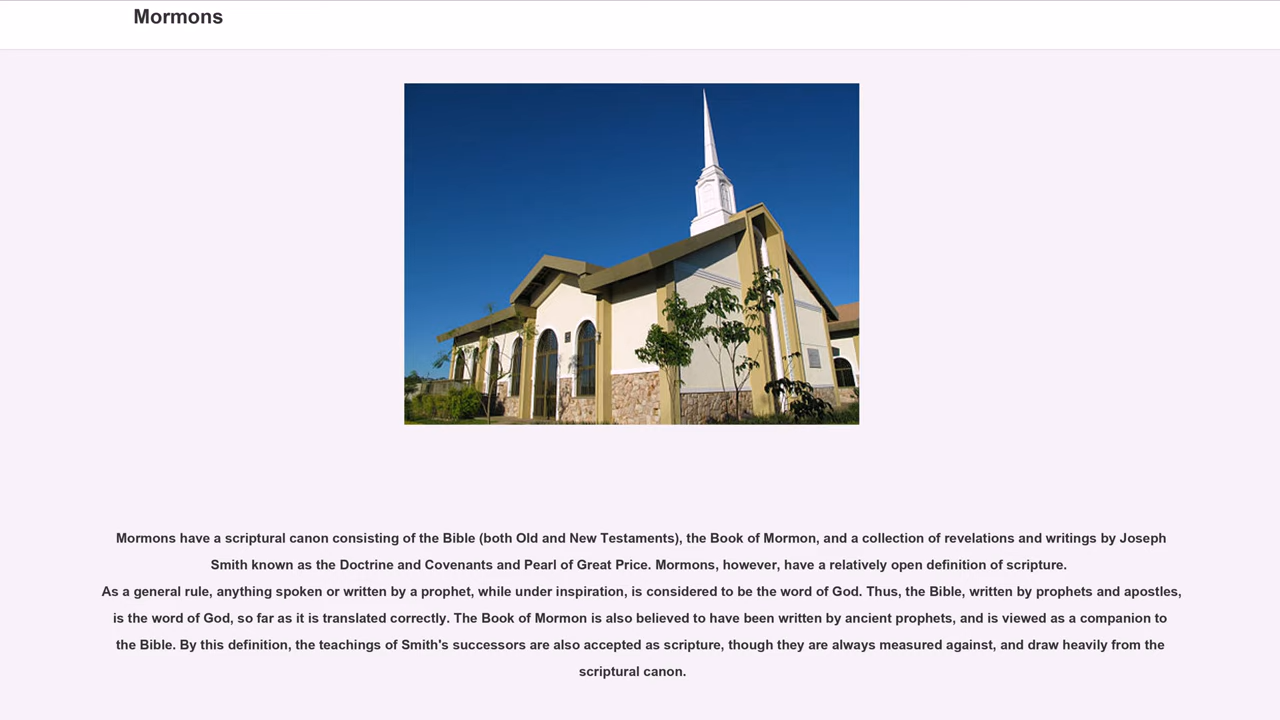 Mormons
Mormons have a scriptural canon consisting of the Bible (both Old and New Testaments), the Book of Mormon, and a collection of revelations and writings by Joseph
Smith known as the Doctrine and Covenants and Pearl of Great Price. Mormons, however, have a relatively open definition of scripture.
As a general rule, anything spoken or written by a prophet, while under inspiration, is considered to be the word of God. Thus, the Bible, written by prophets and apostles,
is the word of God, so far as it is translated correctly. The Book of Mormon is also believed to have been written by ancient prophets, and is viewed as a companion to
the Bible. By this definition, the teachings of Smith's successors are also accepted as scripture, though they are always measured against, and draw heavily from the
scriptural canon.